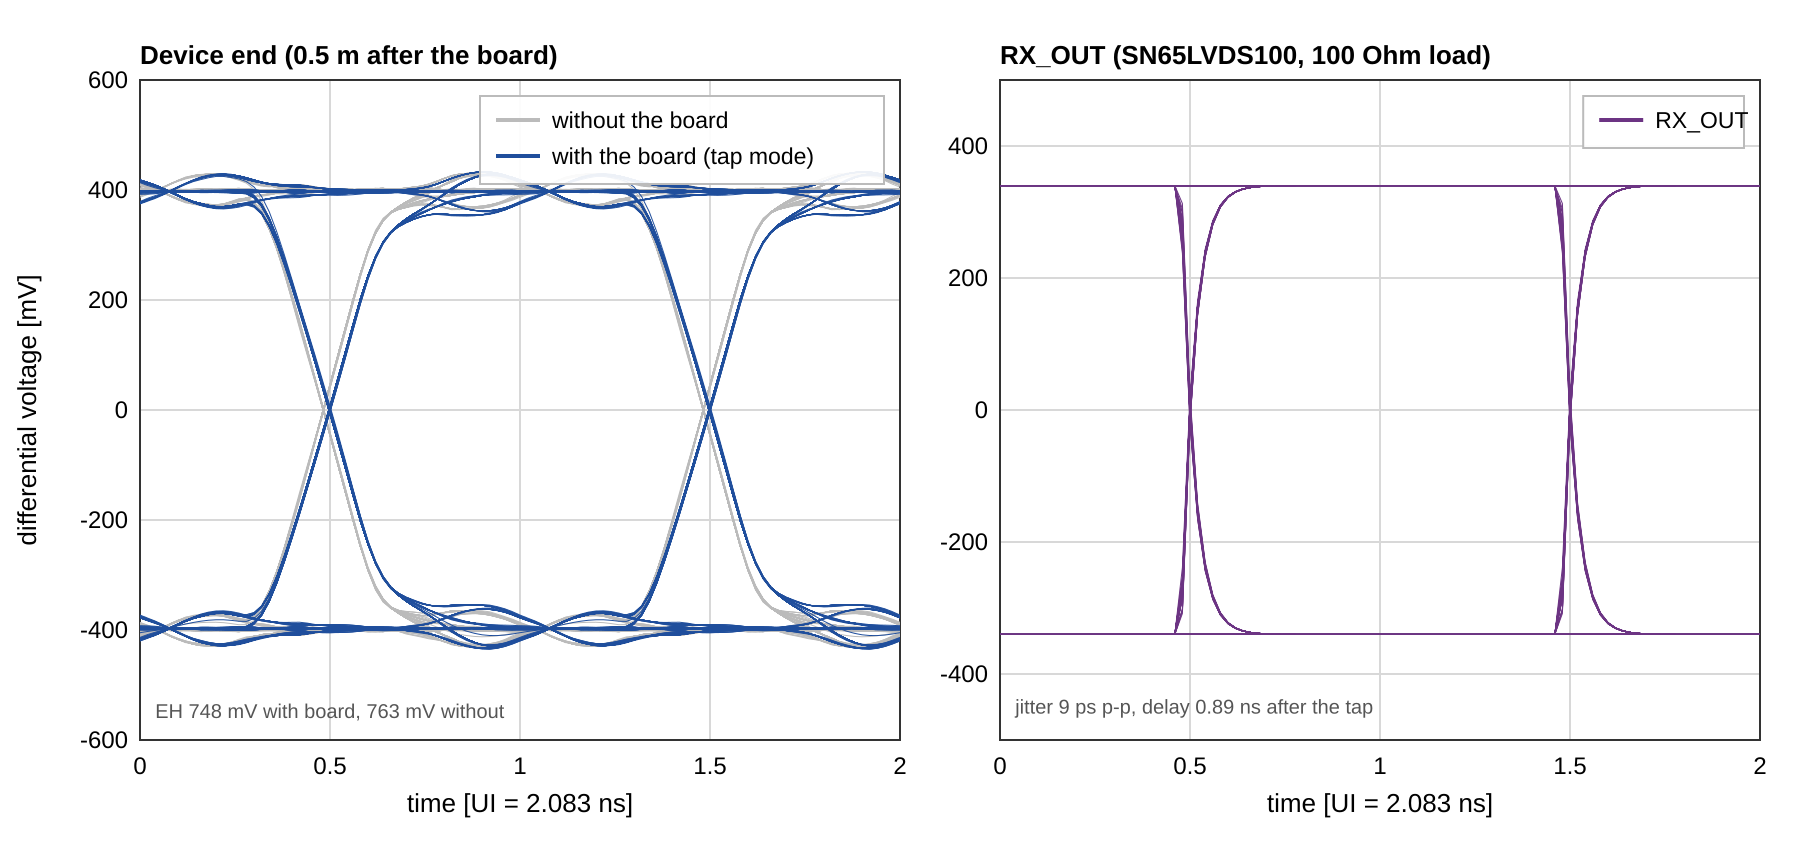 Device end (0.5 m after the board)
600
400
200
0
-200
-400
-600
differential voltage [mV]
without the board
with the board (tap mode)
EH 748 mV with board, 763 mV without
0
0.5
1
1.5
2
time [UI = 2.083 ns]
RX_OUT (SN65LVDS100, 100 Ohm load)
400
200
0
-200
-400
RX_OUT
jitter 9 ps p-p, delay 0.89 ns after the tap
0
0.5
1
1.5
2
time [UI = 2.083 ns]